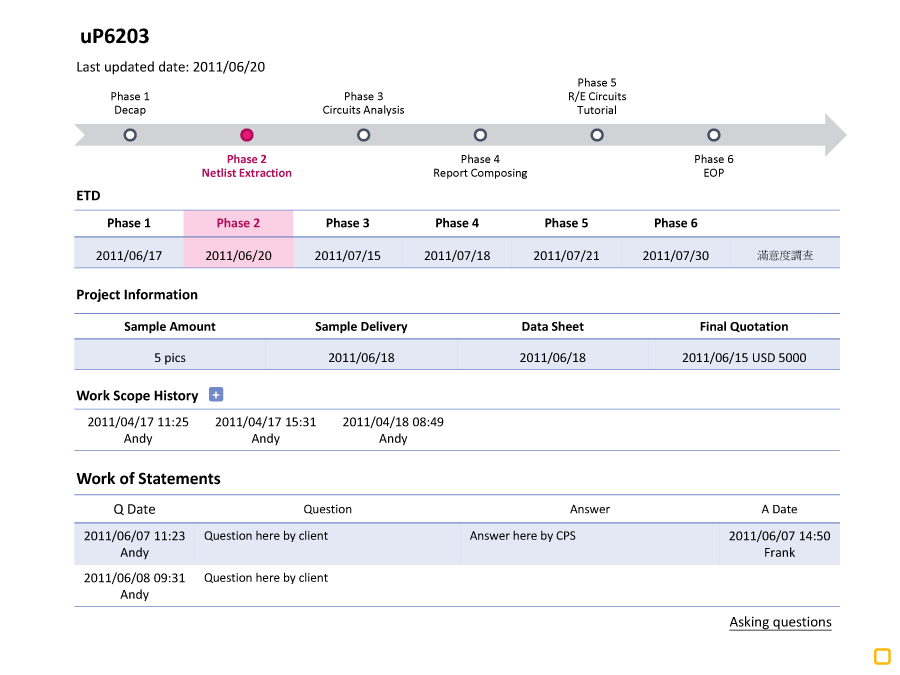 uP6203
Last updated date: 2011/06/20
Phase 1
Decap
Phase 2
Netlist Extraction
Phase 3
Circuits Analysis
Phase 4
Report Composing
Phase 5
R/E Circuits
Tutorial
Phase 6
EOP
ETD
Phase 1 Phase 2 Phase 3 Phase 4 Phase 5 Phase 6
2011/06/17 2011/06/20 2011/07/15 2011/07/18 2011/07/21 2011/07/30 滿意度調查
Project Information
Sample Amount Sample Delivery Data Sheet Final Quotation
5 pics 2011/06/18 2011/06/18 2011/06/15 USD 5000
Work Scope History +
2011/04/17 11:25 2011/04/17 15:31 2011/04/18 08:49
Andy Andy Andy
Work of Statements
Q Date Question Answer A Date
2011/06/07 11:23 Question here by client Answer here by CPS 2011/06/07 14:50
Andy Frank
2011/06/08 09:31 Question here by client
Andy
Asking questions